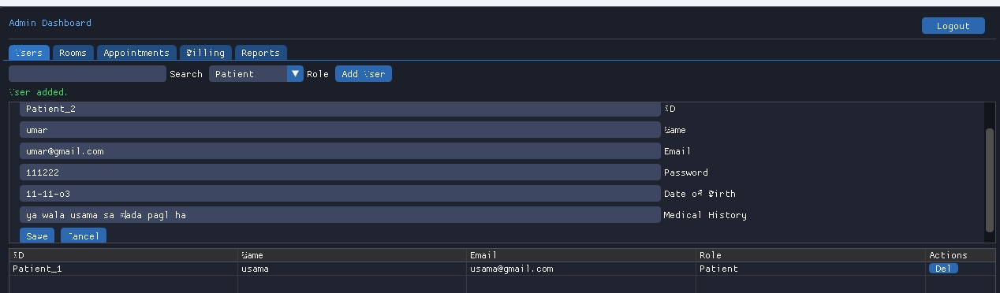 Admin Dashboard
Logout
Users Rooms Appointments Billing Reports
Search Patient Role Add User
User added.
Patient_2 ID
umar Name
umar@gmail.com Email
111222 Password
11-11-o3 Date of Birth
ya wala usama sa zada pagl ha Medical History
Save Cancel
ID Name Email Role Actions
Patient_1 usama usama@gmail.com Patient Del